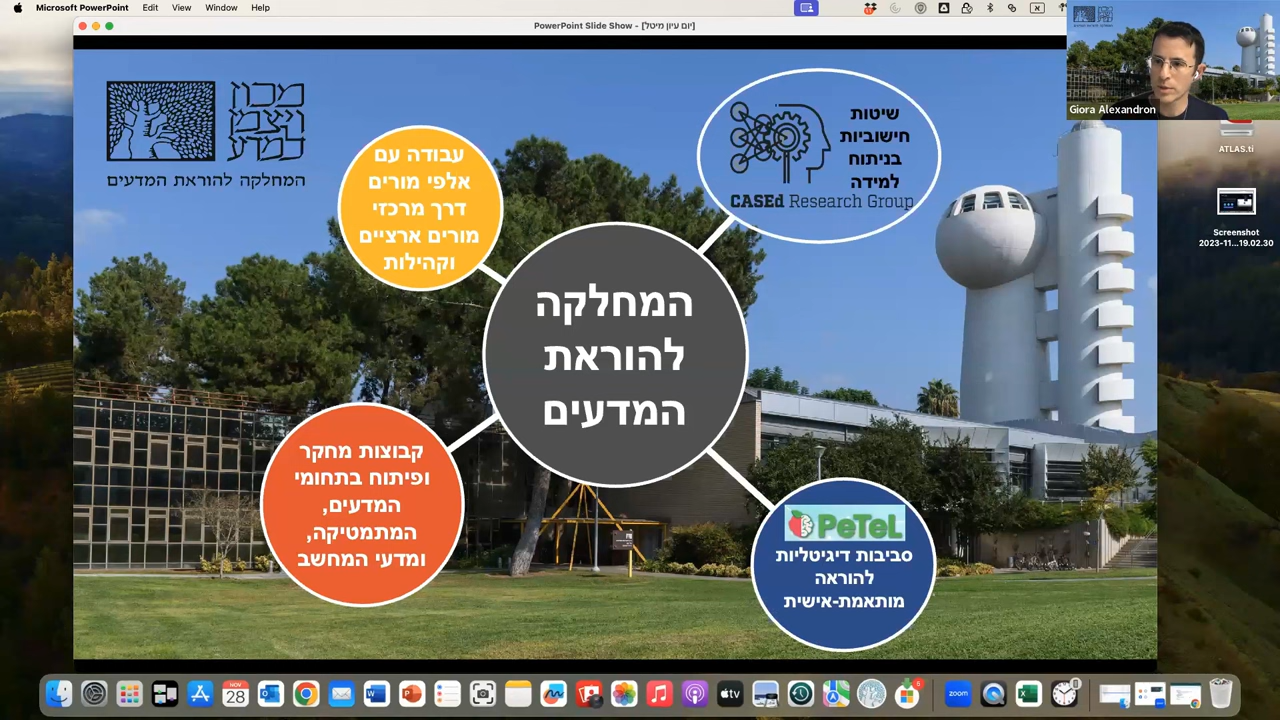 Microsoft PowerPoint Edit View Window Help
PowerPoint Slide Show - [יום עיון מיטל]
Giora Alexandron
ATLAS.ti
Screenshot
2023-11...19.02.30
מכון
ויצמן
למדע
המחלקה להוראת המדעים
עבודה עם
אלפי מורים
דרך מרכזי
מורים ארציים
וקהילות
שיטות
חישוביות
בניתוח
למידה
CASEd Research Group
המחלקה
להוראת
המדעים
קבוצות מחקר
ופיתוח בתחומי
המדעים,
המתמטיקה,
ומדעי המחשב
PeTeL
סביבות דיגיטליות
להוראה
מותאמת-אישית
NOV
28
tv
zoom
6